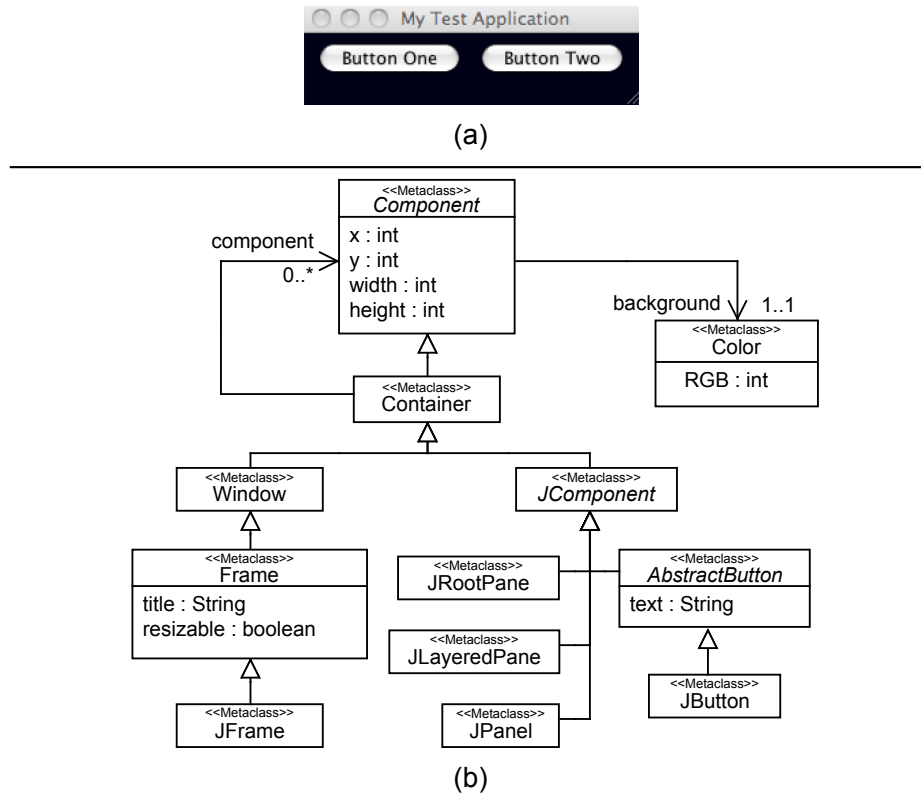 My Test Application
Button One
Button Two
(a)
<<Metaclass>>
Component
x : int
y : int
width : int
height : int
component
0..*
background
1..1
<<Metaclass>>
Color
RGB : int
<<Metaclass>>
Container
<<Metaclass>>
Window
<<Metaclass>>
JComponent
<<Metaclass>>
Frame
title : String
resizable : boolean
<<Metaclass>>
JRootPane
<<Metaclass>>
AbstractButton
text : String
<<Metaclass>>
JLayeredPane
<<Metaclass>>
JButton
<<Metaclass>>
JFrame
<<Metaclass>>
JPanel
(b)